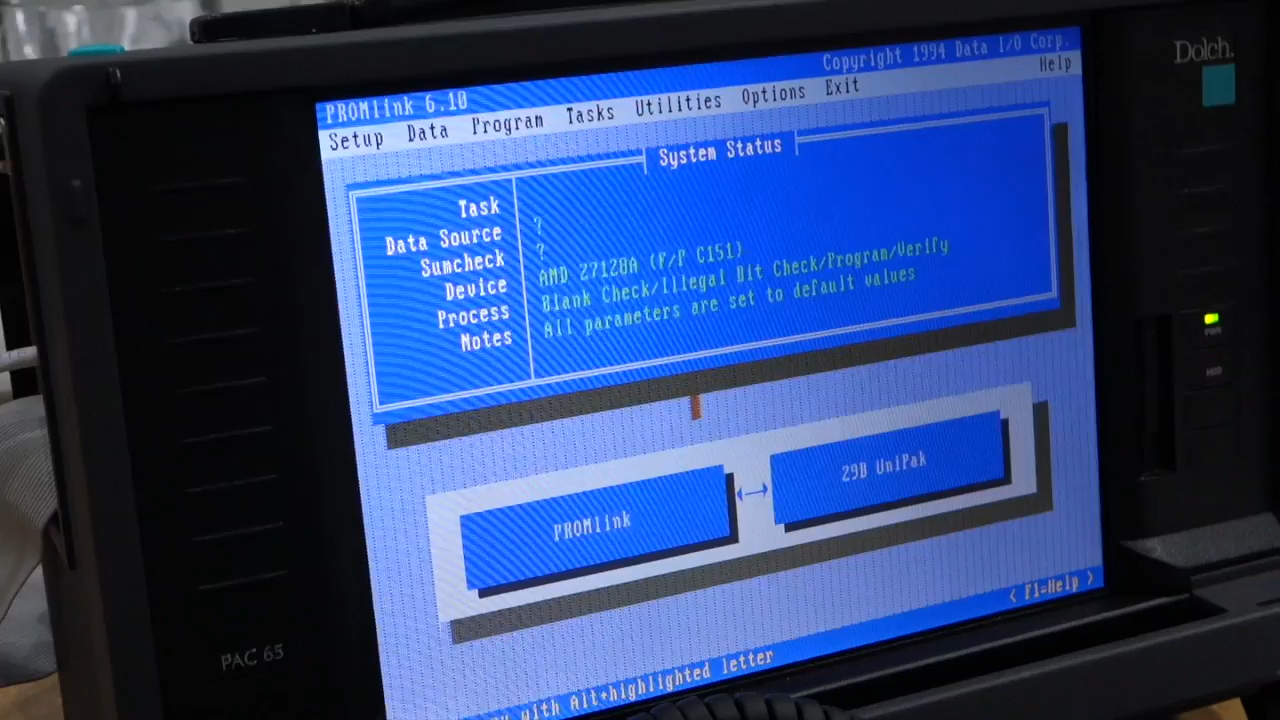 Dolch.
PROMlink 6.10
Copyright 1994 Data I/O Corp.
Setup Data Program Tasks Utilities Options Exit Help
System Status
Task
Data Source ?
Sumcheck ?
Device AMD 27128A (F/P C151)
Process Blank Check/Illegal Bit Check/Program/Verify
Notes All parameters are set to default values
PROMlink
29B UniPak
< F1=Help >
with Alt+highlighted letter
PAC 65
HDD